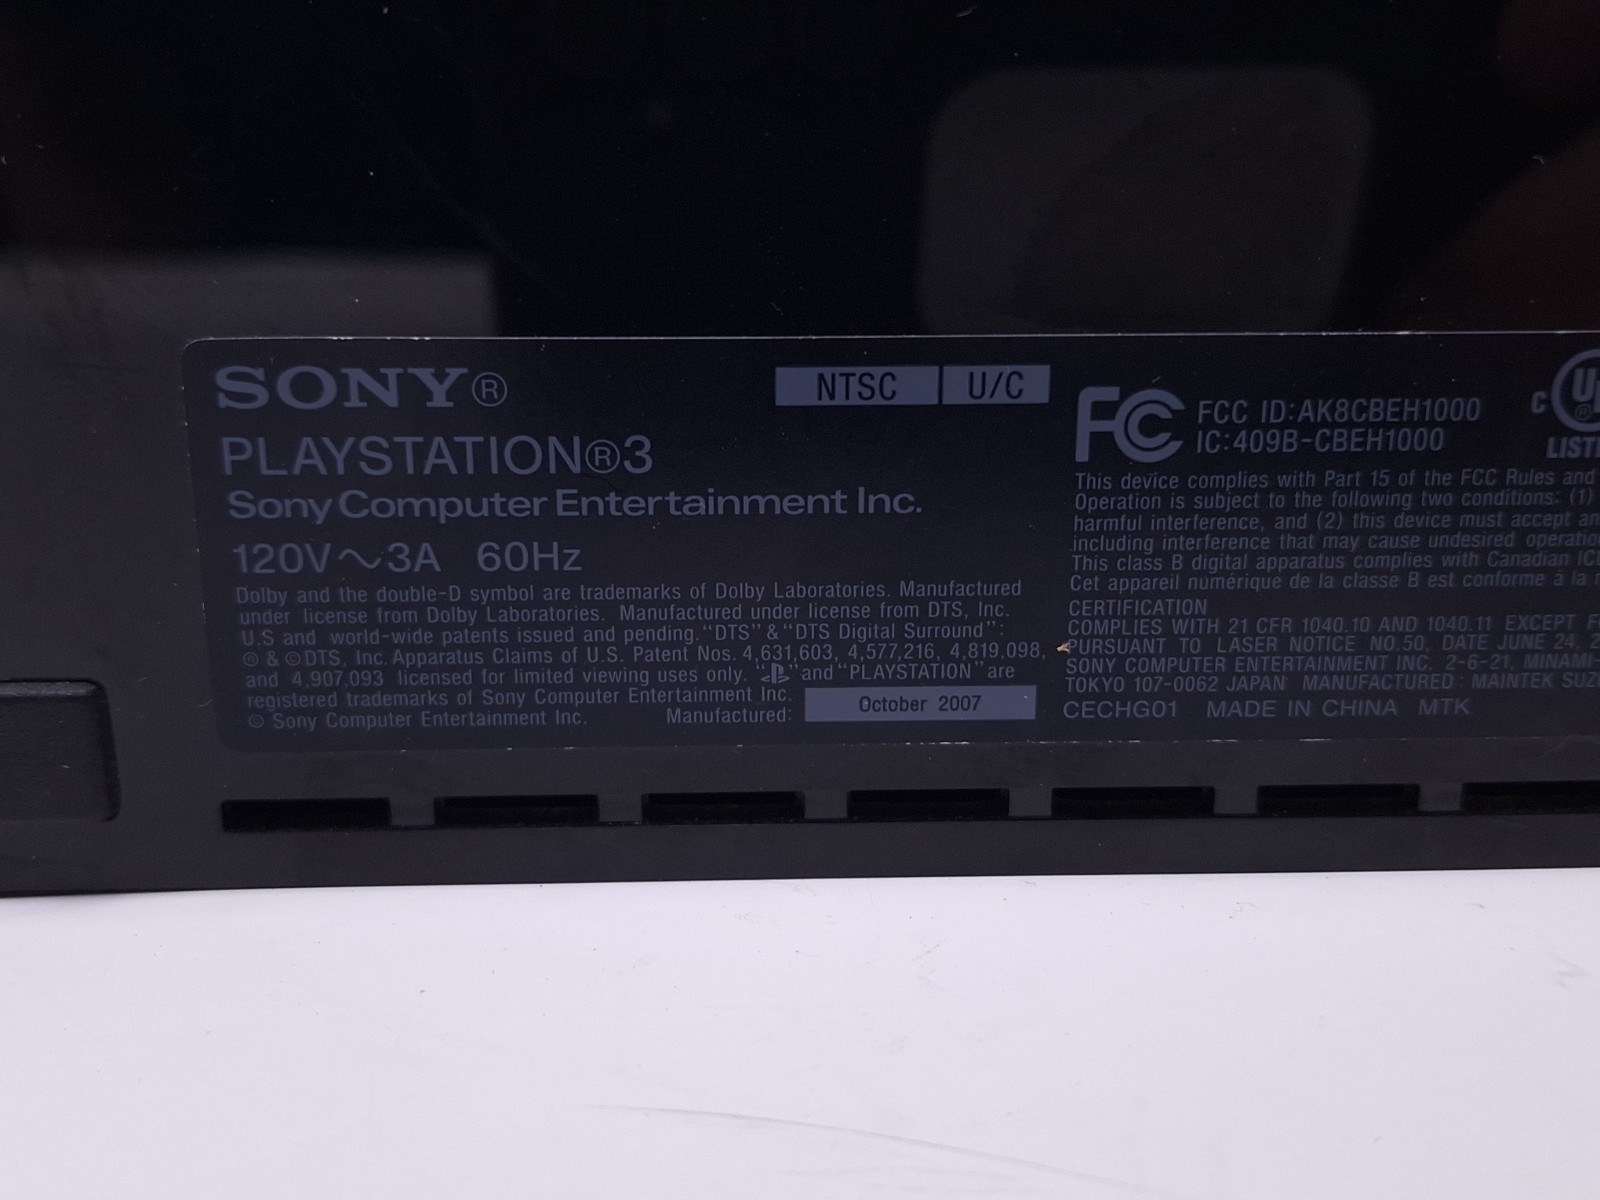 SONY®
NTSC U/C
PLAYSTATION®3
Sony Computer Entertainment Inc.
120V~3A 60Hz
Dolby and the double-D symbol are trademarks of Dolby Laboratories. Manufactured
under license from Dolby Laboratories. Manufactured under license from DTS, Inc.
U.S and world-wide patents issued and pending. "DTS" & "DTS Digital Surround":
® & © DTS, Inc. Apparatus Claims of U.S. Patent Nos. 4,631,603, 4,577,216, 4,819,098,
and 4,907,093 licensed for limited viewing uses only. " " and "PLAYSTATION" are
registered trademarks of Sony Computer Entertainment Inc.
© Sony Computer Entertainment Inc. Manufactured: October 2007
FC FCC ID:AK8CBEH1000
IC:409B-CBEH1000
C UL ®
LISTE
This device complies with Part 15 of the FCC Rules and
Operation is subject to the following two conditions: (1)
harmful interference, and (2) this device must accept an
including interference that may cause undesired operatio
This class B digital apparatus complies with Canadian IC
Cet appareil numérique de la classe B est conforme à la
CERTIFICATION
COMPLIES WITH 21 CFR 1040.10 AND 1040.11 EXCEPT F
PURSUANT TO LASER NOTICE NO.50, DATE JUNE 24, 2
SONY COMPUTER ENTERTAINMENT INC. 2-6-21, MINAMI-
TOKYO 107-0062 JAPAN MANUFACTURED: MAINTEK SUZ
CECHG01 MADE IN CHINA MTK